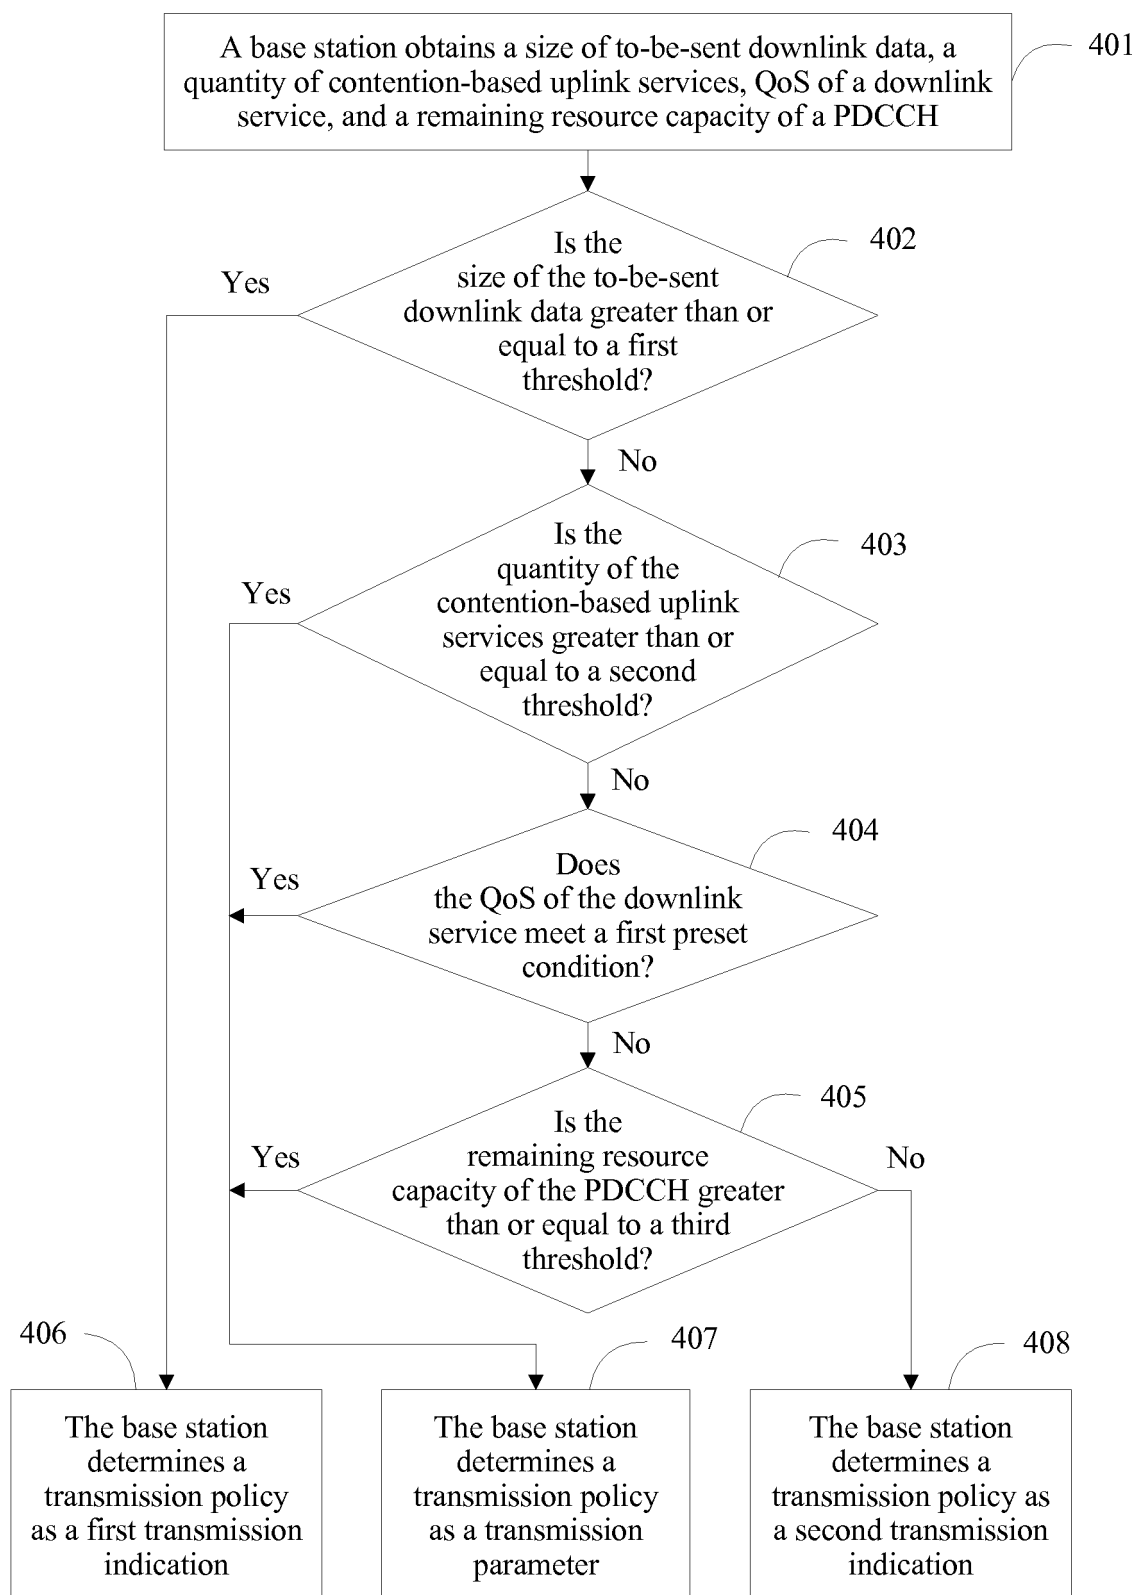 A base station obtains a size of to-be-sent downlink data, a
quantity of contention-based uplink services, QoS of a downlink
service, and a remaining resource capacity of a PDCCH
401
Is the
size of the to-be-sent
downlink data greater than or
equal to a first
threshold?
402
Yes
No
Is the
quantity of the
contention-based uplink
services greater than or
equal to a second
threshold?
403
Yes
No
Does
the QoS of the downlink
service meet a first preset
condition?
404
Yes
No
Is the
remaining resource
capacity of the PDCCH greater
than or equal to a third
threshold?
405
Yes
No
406
The base station
determines a
transmission policy
as a first transmission
indication
407
The base station
determines a
transmission policy
as a transmission
parameter
408
The base station
determines a
transmission policy as
a second transmission
indication